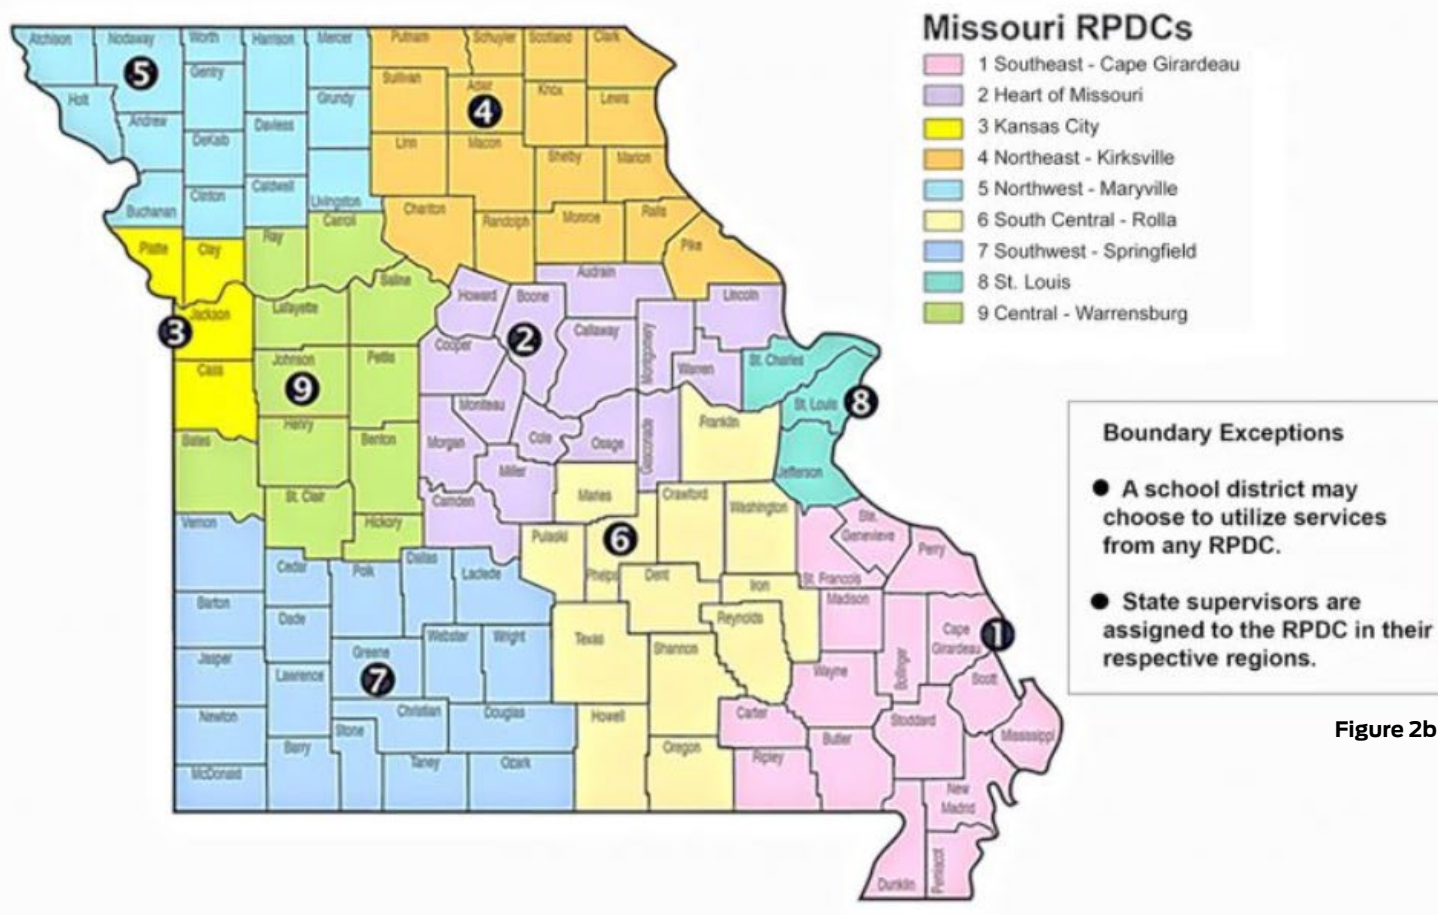 Missouri RPDCs
1 Southeast - Cape Girardeau
2 Heart of Missouri
3 Kansas City
4 Northeast - Kirksville
5 Northwest - Maryville
6 South Central - Rolla
7 Southwest - Springfield
8 St. Louis
9 Central - Warrensburg
Atchison
Nodaway
Worth
Harrison
Mercer
Putnam
Schuyler
Scotland
Clark
5
Gentry
Sullivan
Adair
4
Knox
Lewis
Holt
Andrew
DeKalb
Daviess
Grundy
Linn
Macon
Shelby
Marion
Buchanan
Clinton
Caldwell
Livingston
Chariton
Randolph
Monroe
Ralls
Pike
Platte
Clay
Ray
Carroll
Saline
Howard
Boone
Audrain
Lincoln
3
Jackson
Lafayette
Cooper
2
Callaway
Montgomery
Warren
St. Charles
Cass
Johnson
9
Pettis
Moniteau
St. Louis
8
Bates
Henry
Benton
Morgan
Cole
Osage
Gasconade
Franklin
Jefferson
Miller
St. Clair
Camden
Maries
Crawford
Washington
Vernon
Hickory
Pulaski
6
Phelps
Ste.
Genevieve
Perry
Cedar
Polk
Dallas
Laclede
Dent
Iron
St. Francois
Barton
Dade
Webster
Wright
Texas
Reynolds
Madison
Cape
Girardeau
1
Jasper
Greene
7
Lawrence
Shannon
Wayne
Bollinger
Scott
Newton
Christian
Douglas
Howell
Carter
Stoddard
Mississippi
Stone
Barry
McDonald
Taney
Ozark
Oregon
Ripley
Butler
New
Madrid
Dunklin
Pemiscot
Boundary Exceptions
● A school district may
choose to utilize services
from any RPDC.
● State supervisors are
assigned to the RPDC in their
respective regions.
Figure 2b